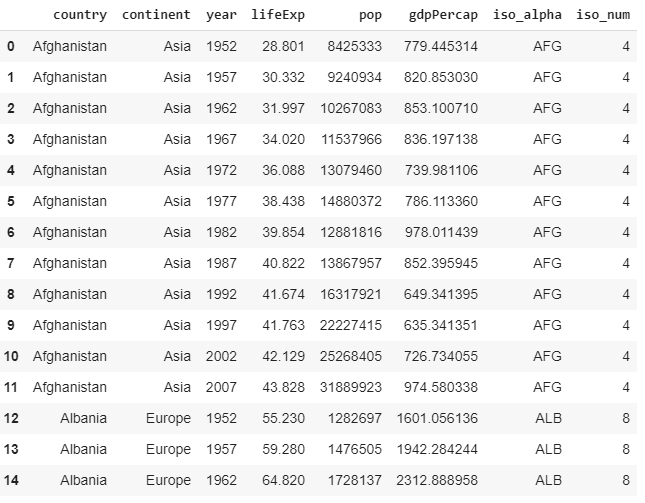 country continent year lifeExp pop gdpPercap iso_alpha iso_num
0 Afghanistan Asia 1952 28.801 8425333 779.445314 AFG 4
1 Afghanistan Asia 1957 30.332 9240934 820.853030 AFG 4
2 Afghanistan Asia 1962 31.997 10267083 853.100710 AFG 4
3 Afghanistan Asia 1967 34.020 11537966 836.197138 AFG 4
4 Afghanistan Asia 1972 36.088 13079460 739.981106 AFG 4
5 Afghanistan Asia 1977 38.438 14880372 786.113360 AFG 4
6 Afghanistan Asia 1982 39.854 12881816 978.011439 AFG 4
7 Afghanistan Asia 1987 40.822 13867957 852.395945 AFG 4
8 Afghanistan Asia 1992 41.674 16317921 649.341395 AFG 4
9 Afghanistan Asia 1997 41.763 22227415 635.341351 AFG 4
10 Afghanistan Asia 2002 42.129 25268405 726.734055 AFG 4
11 Afghanistan Asia 2007 43.828 31889923 974.580338 AFG 4
12 Albania Europe 1952 55.230 1282697 1601.056136 ALB 8
13 Albania Europe 1957 59.280 1476505 1942.284244 ALB 8
14 Albania Europe 1962 64.820 1728137 2312.888958 ALB 8